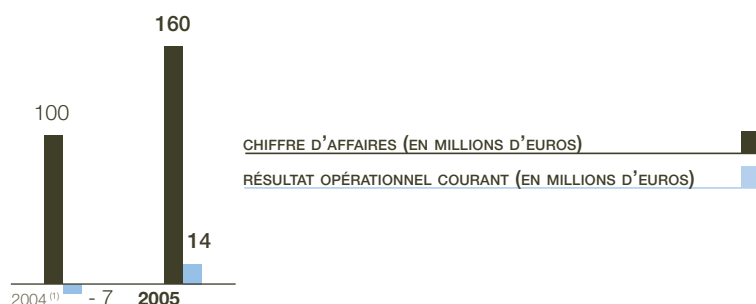 160
100
CHIFFRE D’AFFAIRES (EN MILLIONS D’EUROS)
RÉSULTAT OPÉRATIONNEL COURANT (EN MILLIONS D’EUROS)
14
2004 (1) - 7 2005